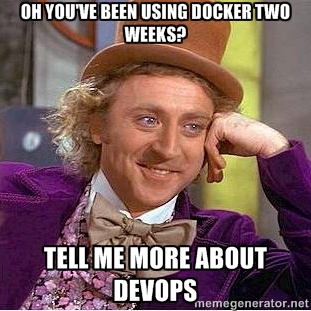 OH YOU'VE BEEN USING DOCKER TWO
WEEKS?
TELL ME MORE ABOUT
DEVOPS
memegenerator.net